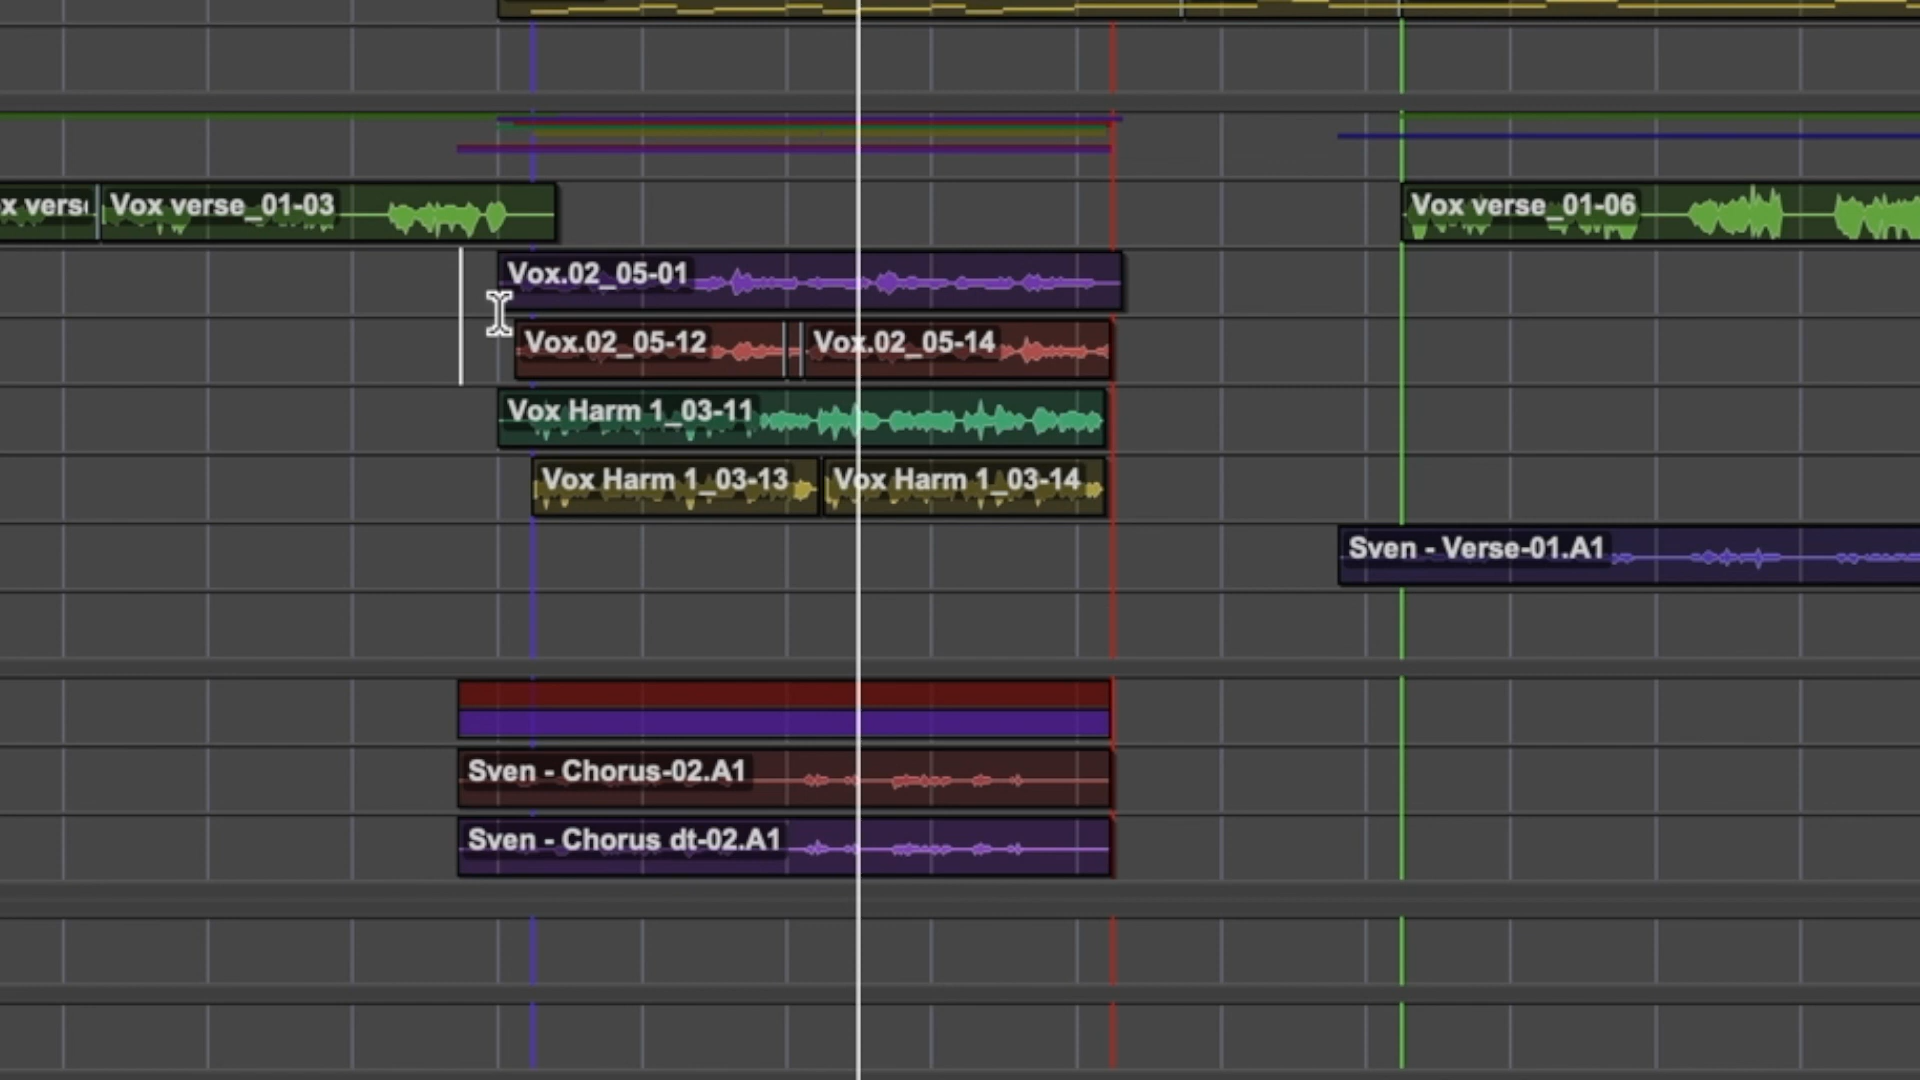 x vers
Vox verse_01-03
Vox verse_01-06
Vox.02_05-01
Vox.02_05-12
Vox.02_05-14
Vox Harm 1_03-11
Vox Harm 1_03-13
Vox Harm 1_03-14
Sven - Verse-01.A1
Sven - Chorus-02.A1
Sven - Chorus dt-02.A1